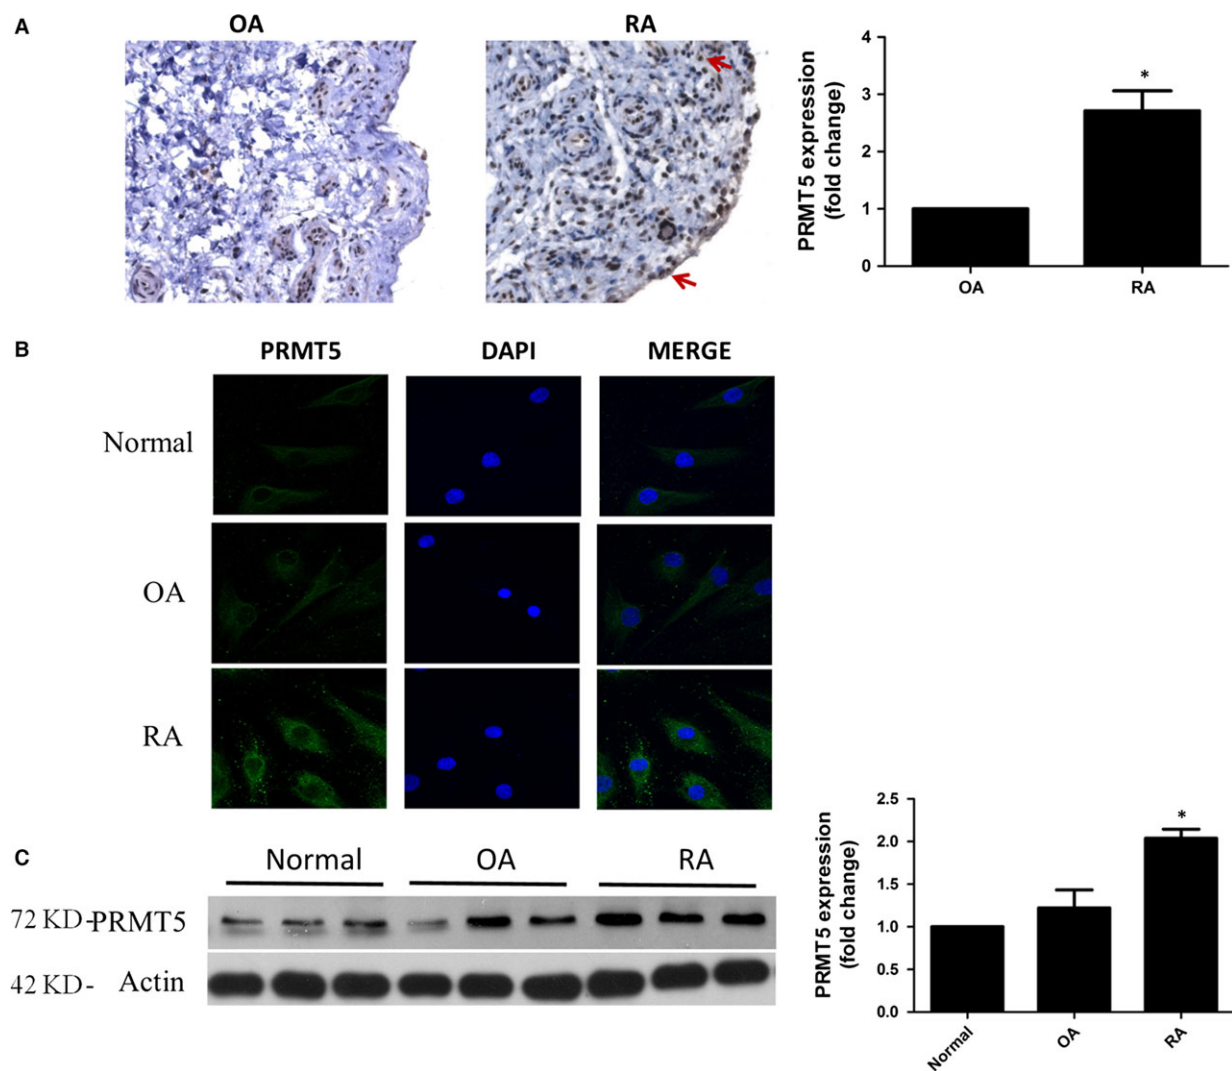 A
OA
RA
PRMT5 expression
(fold change)
4
3
2
1
0
*
OA
RA
B
PRMT5
DAPI
MERGE
Normal
OA
RA
C
Normal
OA
RA
72 KD-PRMT5
42 KD- Actin
PRMT5 expression
(fold change)
2.5
2.0
1.5
1.0
0.5
0.0
*
Normal
OA
RA